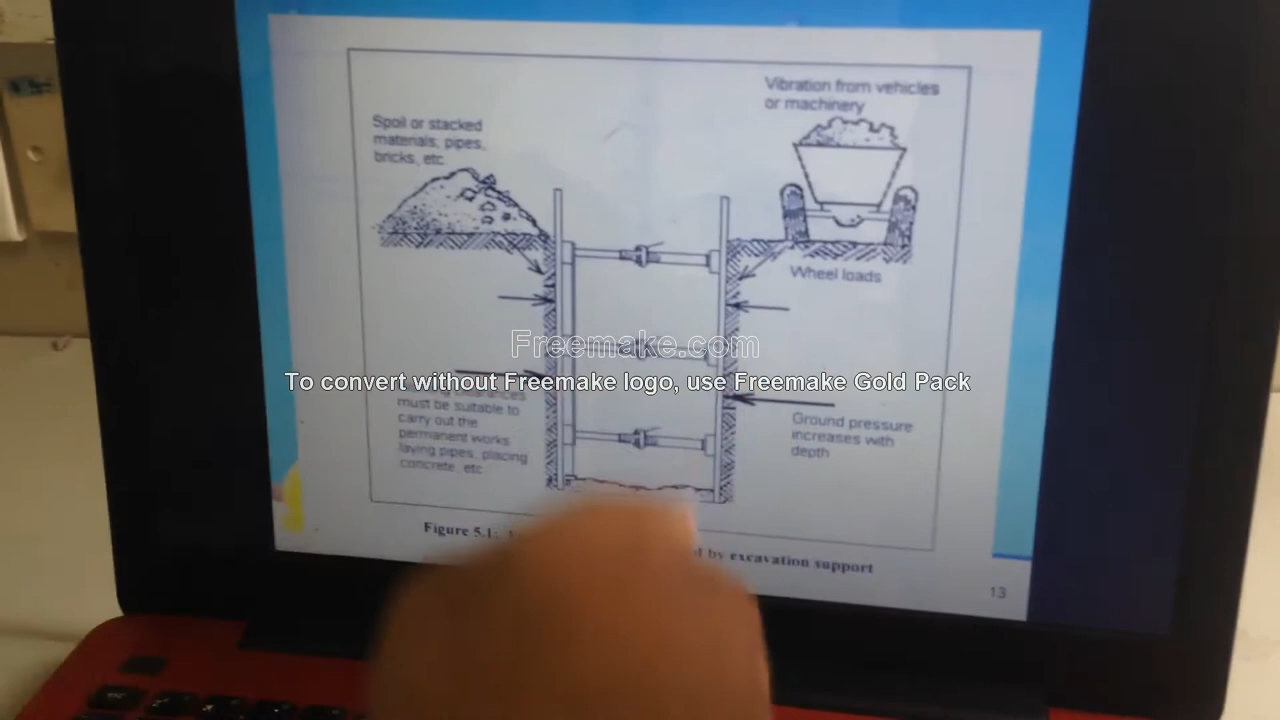 Spoil or stacked
materials, pipes,
bricks, etc
Vibration from vehicles
or machinery
Wheel loads
Freemake.com
To convert without Freemake logo, use Freemake Gold Pack
clearances
must be suitable to
carry out the
permanent works
laying pipes, placing
concrete, etc
Ground pressure
increases with
depth
Figure 5.1:
by excavation support
13